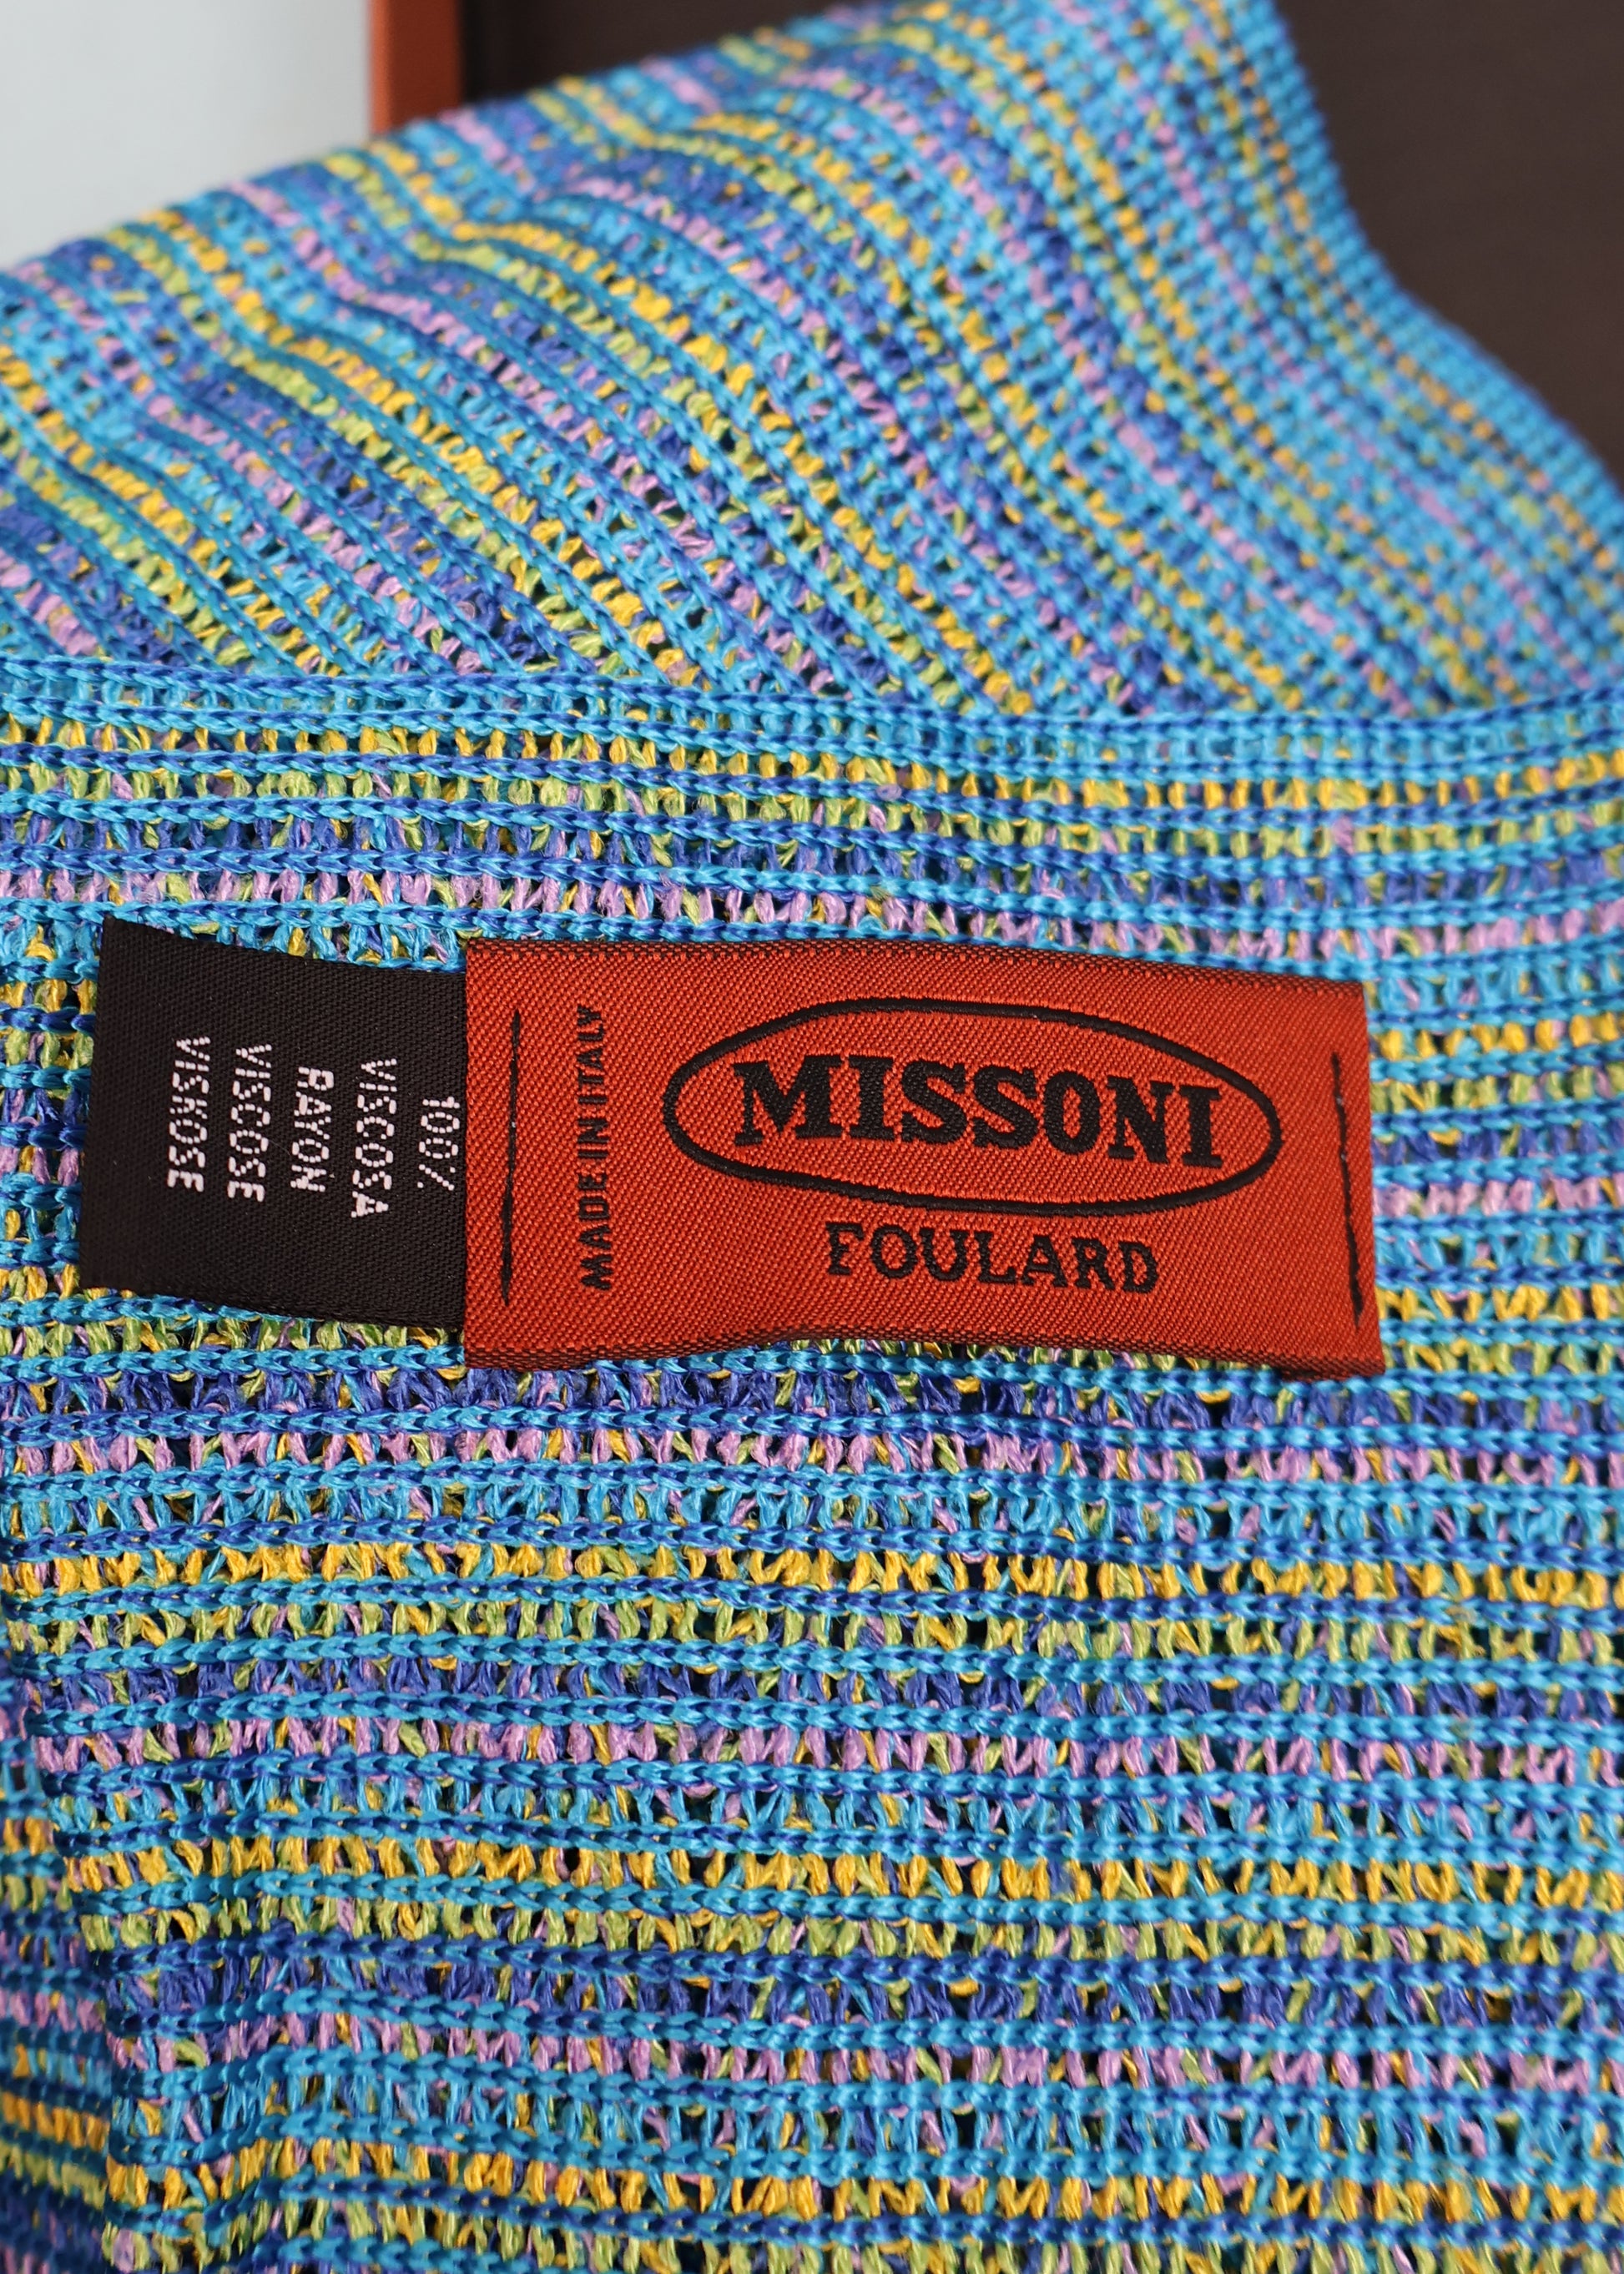 MISSONI
FOULARD
MADE IN ITALY
100%
VISCOSA
RAYON
VISCOSE
VISKOSE